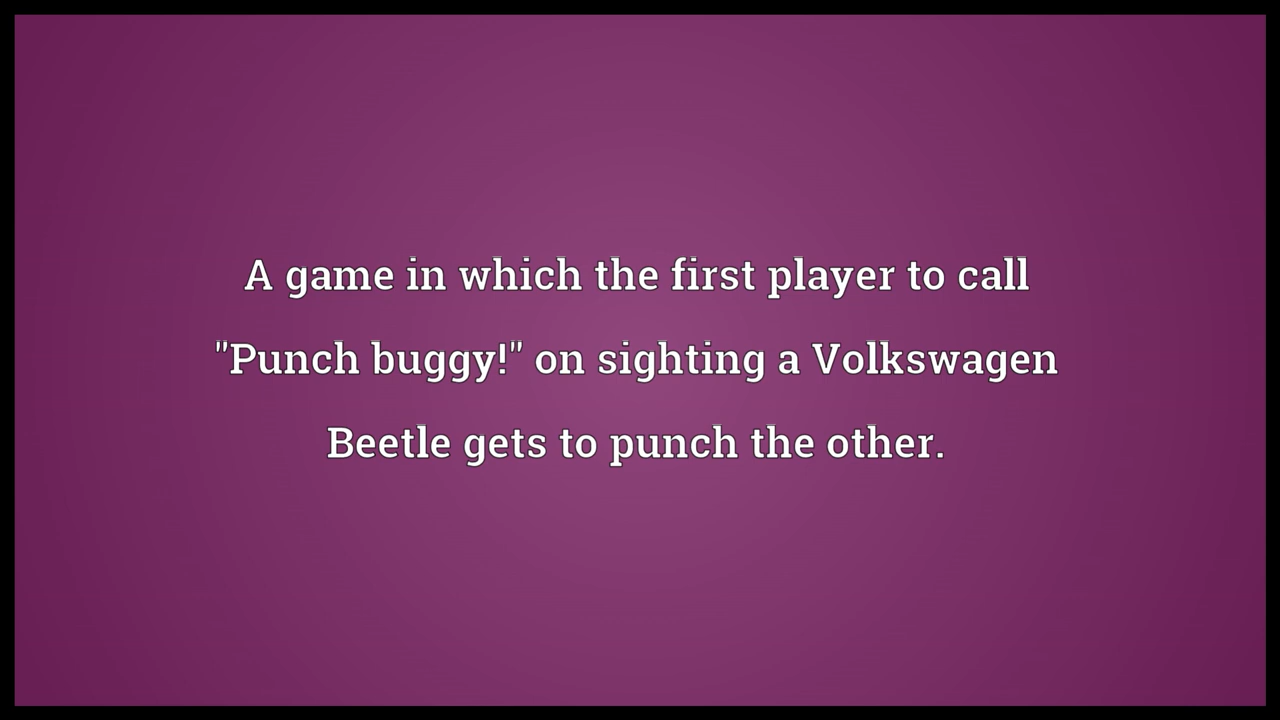 A game in which the first player to call
"Punch buggy!" on sighting a Volkswagen
Beetle gets to punch the other.